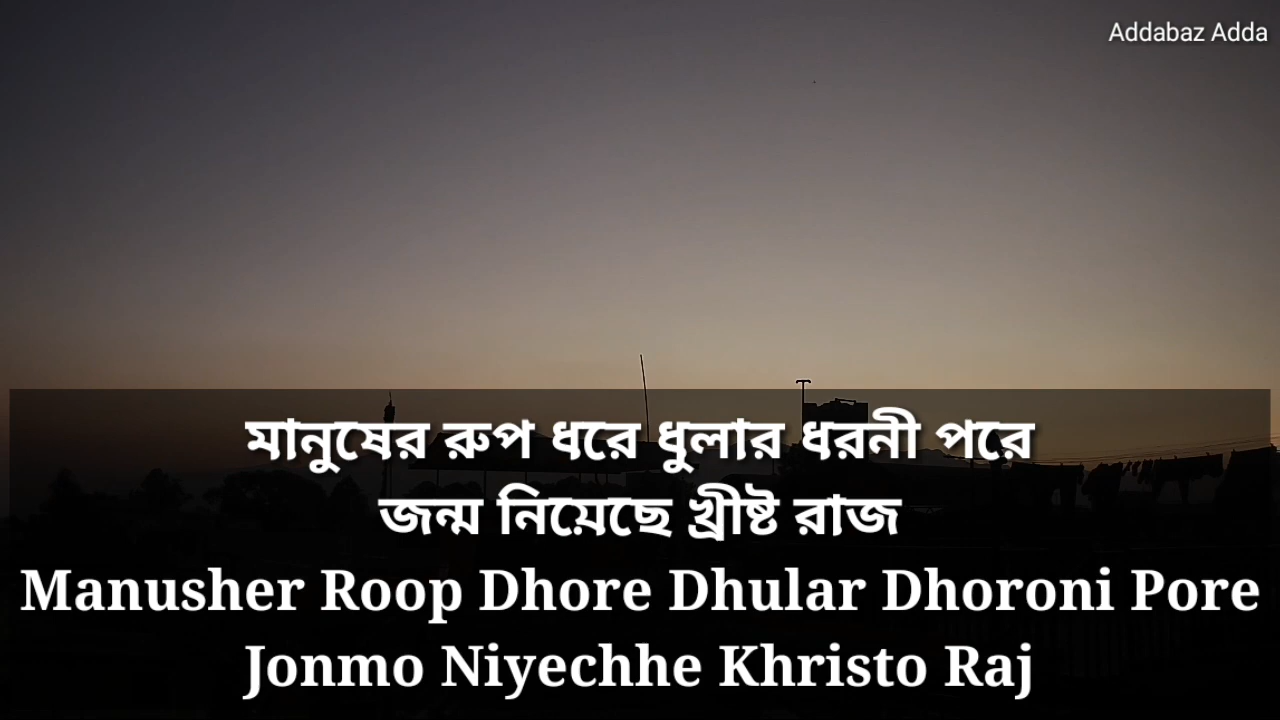 Addabaz Adda
মানুষের রুপ ধরে ধুলার ধরনী পরে
জন্ম নিয়েছে খ্রীষ্ট রাজ
Manusher Roop Dhore Dhular Dhoroni Pore
Jonmo Niyechhe Khristo Raj